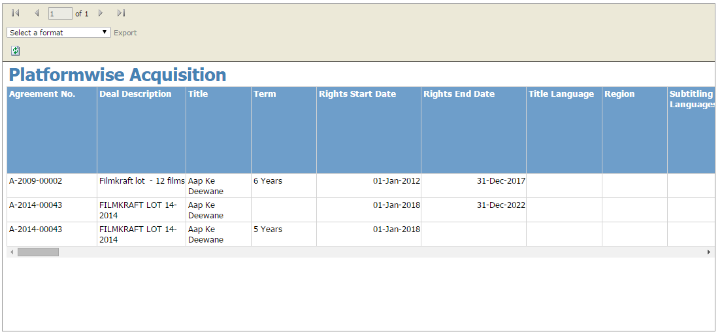 1 of 1
Select a format Export
Platformwise Acquisition
Agreement No. Deal Description Title Term Rights Start Date Rights End Date Title Language Region Subtitling
Languages
A-2009-00002 Filmkraft lot - 12 films Aap Ke 6 Years 01-Jan-2012 31-Dec-2017
Deewane
A-2014-00043 FILMKRAFT LOT 14- Aap Ke 01-Jan-2018 31-Dec-2022
2014 Deewane
A-2014-00043 FILMKRAFT LOT 14- Aap Ke 5 Years 01-Jan-2018
2014 Deewane